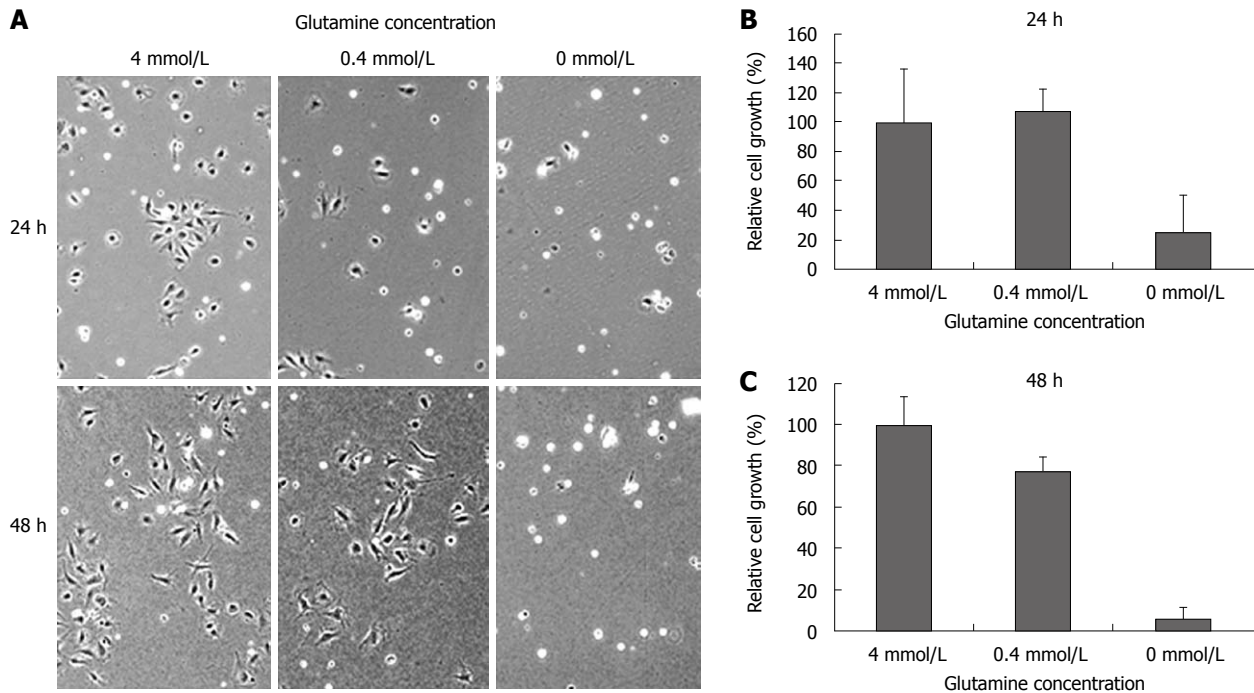 A
Glutamine concentration
4 mmol/L 0.4 mmol/L 0 mmol/L
24 h
48 h
B
24 h
Relative cell growth (%)
160
140
120
100
80
60
40
20
0
4 mmol/L 0.4 mmol/L 0 mmol/L
Glutamine concentration
C
48 h
Relative cell growth (%)
120
100
80
60
40
20
0
4 mmol/L 0.4 mmol/L 0 mmol/L
Glutamine concentration